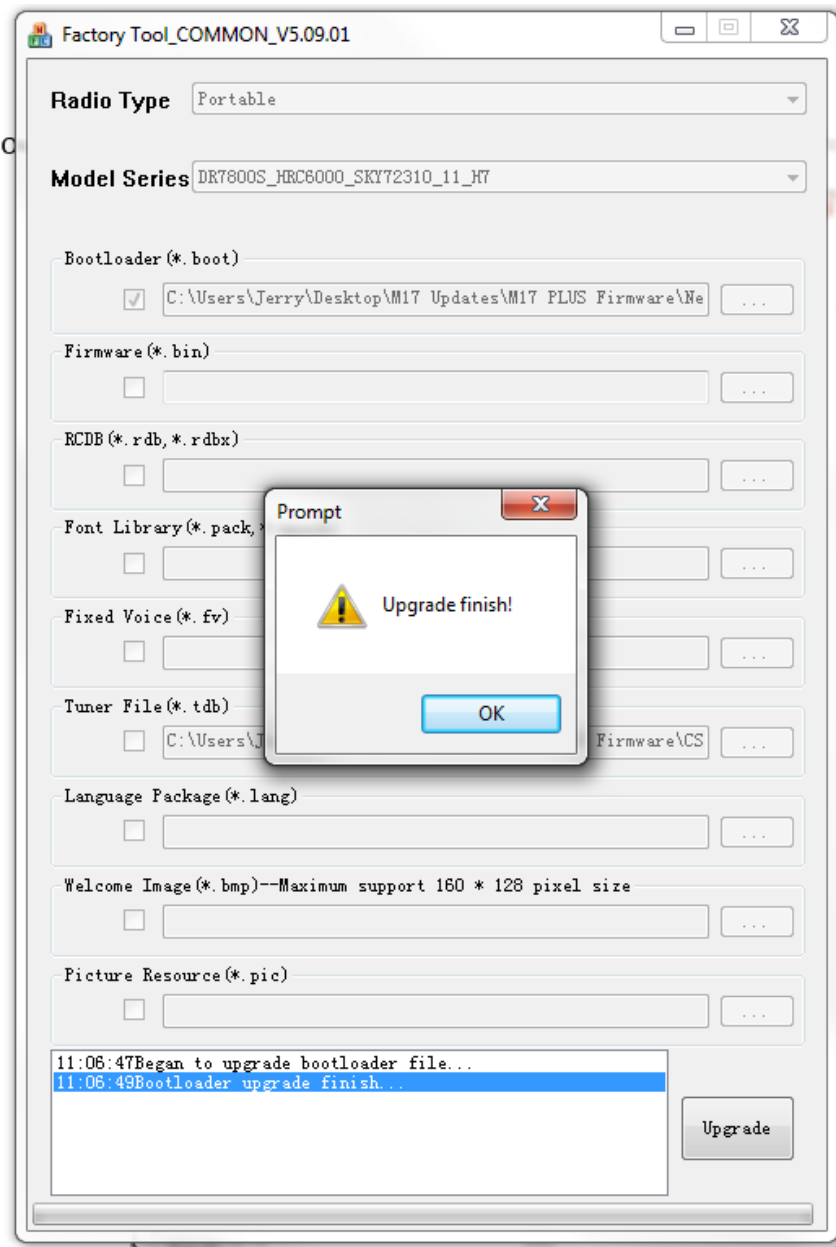 Factory Tool_COMMON_V5.09.01
Radio Type Portable
Model Series DR7800S_HRC6000_SKY72310_11_H7
Bootloader(*.boot)
C:\Users\Jerry\Desktop\M17 Updates\M17 PLUS Firmware\Ne ...
Firmware(*.bin)
...
RCDB(*.rdb,*.rdbx)
...
Font Library(*.pack,
...
Prompt
Upgrade finish!
OK
Fixed Voice(*.fv)
...
Tuner File(*.tdb)
C:\Users\J Firmware\CS ...
Language Package(*.lang)
...
Welcome Image(*.bmp)--Maximum support 160 * 128 pixel size
...
Picture Resource(*.pic)
...
11:06:47Began to upgrade bootloader file...
11:06:49Bootloader upgrade finish...
Upgrade